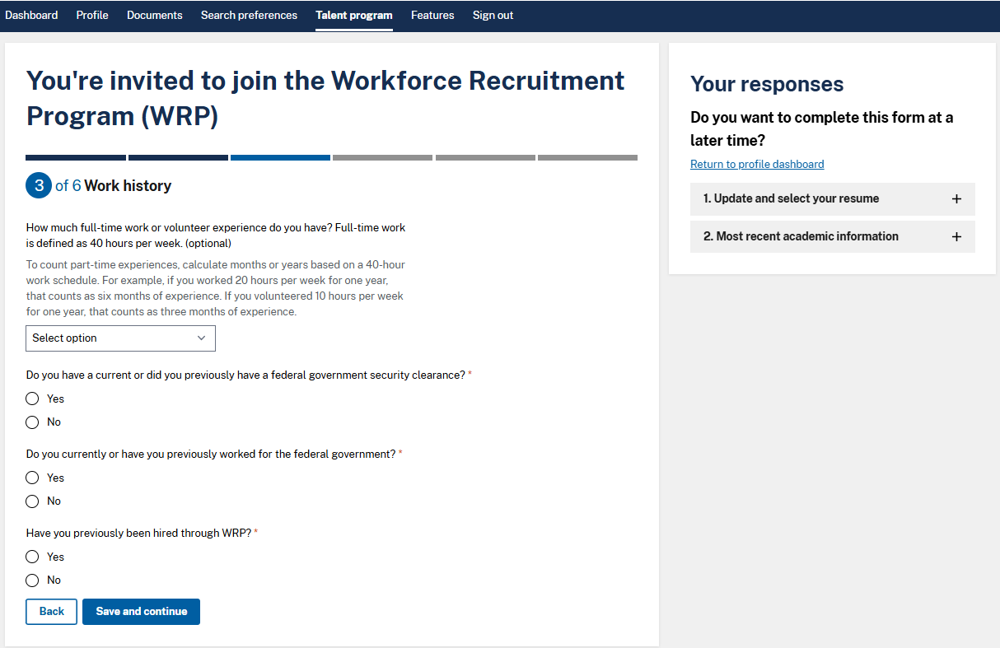 Dashboard Profile Documents Search preferences Talent program Features Sign out
You're invited to join the Workforce Recruitment
Program (WRP)
3 of 6 Work history
How much full-time work or volunteer experience do you have? Full-time work
is defined as 40 hours per week. (optional)
To count part-time experiences, calculate months or years based on a 40-hour
work schedule. For example, if you worked 20 hours per week for one year,
that counts as six months of experience. If you volunteered 10 hours per week
for one year, that counts as three months of experience.
Select option
Do you have a current or did you previously have a federal government security clearance? *
Yes
No
Do you currently or have you previously worked for the federal government? *
Yes
No
Have you previously been hired through WRP? *
Yes
No
Back Save and continue
Your responses
Do you want to complete this form at a
later time?
Return to profile dashboard
1. Update and select your resume +
2. Most recent academic information +